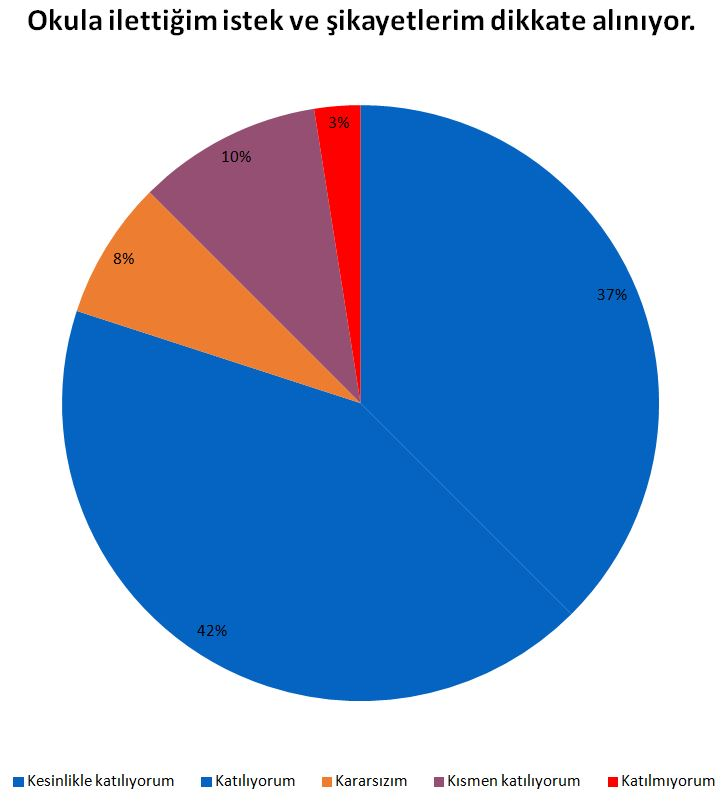 Okula ilettiğim istek ve şikayetlerim dikkate alınıyor.
3%
10%
8%
37%
42%
Kesinlikle katılıyorum Katılıyorum Kararsızım Kısmen katılıyorum Katılmıyorum